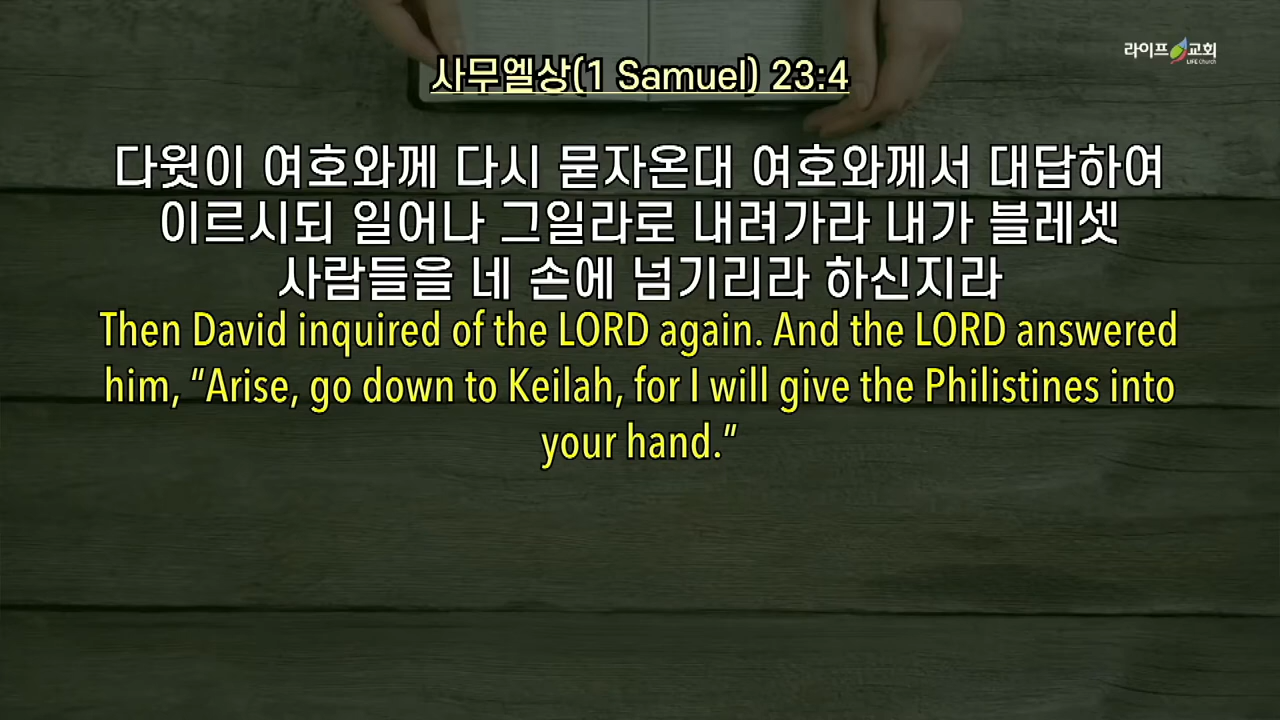 라이프 교회
LIFE Church
사무엘상(1 Samuel) 23:4
다윗이 여호와께 다시 묻자온대 여호와께서 대답하여
이르시되 일어나 그일라로 내려가라 내가 블레셋
사람들을 네 손에 넘기리라 하신지라
Then David inquired of the LORD again. And the LORD answered
him, “Arise, go down to Keilah, for I will give the Philistines into
your hand.”